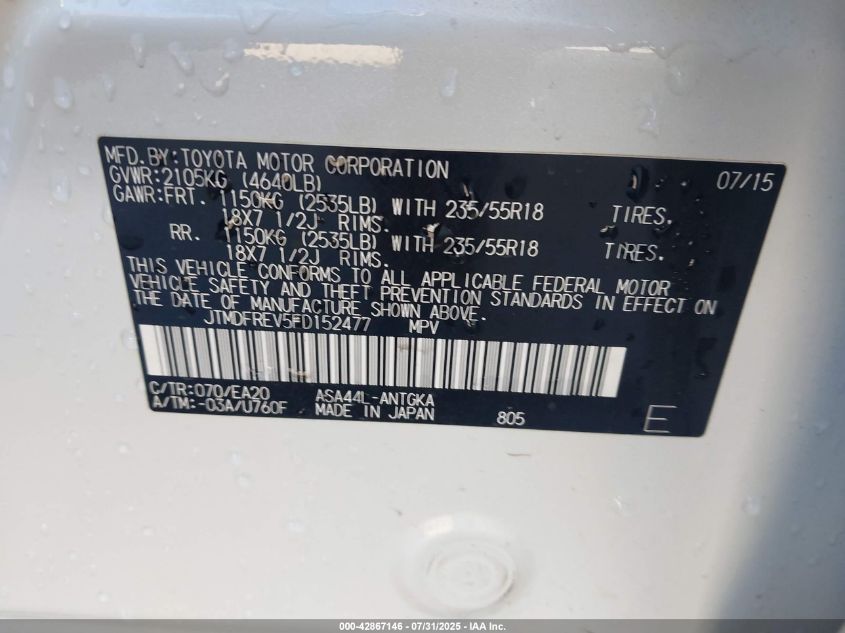 MFD. BY: TOYOTA MOTOR CORPORATION 07/15
GVWR: 2105KG (4640LB)
GAWR: FRT. 1150KG (2535LB) WITH 235/55R18 TIRES.
18X7 1/2J RIMS.
RR. 1150KG (2535LB) WITH 235/55R18 TIRES.
18X7 1/2J RIMS.
THIS VEHICLE CONFORMS TO ALL APPLICABLE FEDERAL MOTOR
VEHICLE SAFETY AND THEFT PREVENTION STANDARDS IN EFFECT ON
THE DATE OF MANUFACTURE SHOWN ABOVE.
JTMDFREV5FD152477 MPV
C/TR: 070/EA20 ASA44L-ANTGKA
A/TM: -03A/U760F MADE IN JAPAN 805 E
000-42867146 - 07/31/2025 - IAA Inc.